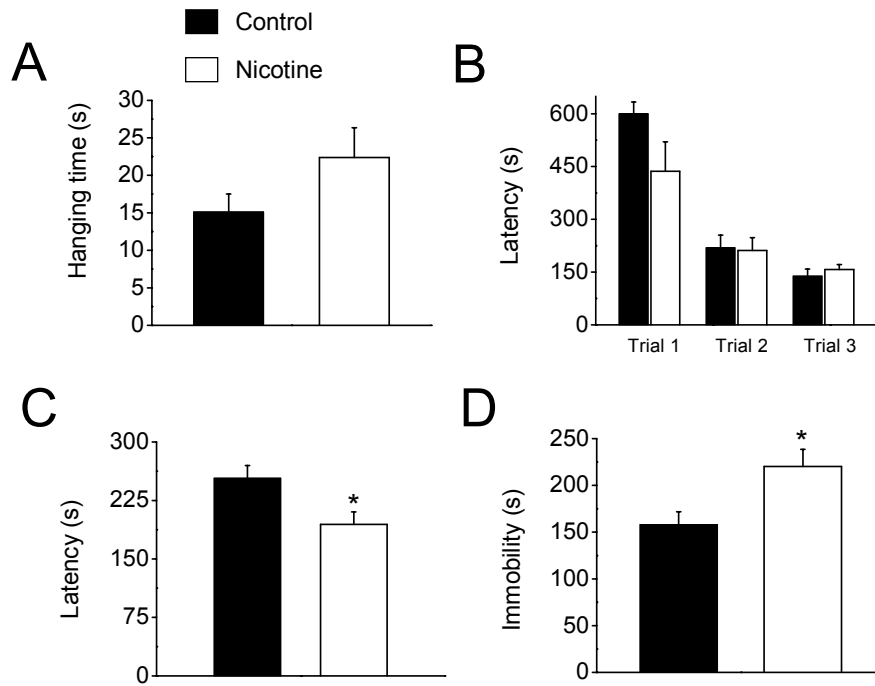 Control
Nicotine
A
Hanging time (s)
30
25
20
15
10
5
0
B
Latency (s)
600
450
300
150
0
Trial 1 Trial 2 Trial 3
C
Latency (s)
300
225
150
75
0
*
D
Immobility (s)
250
200
150
100
50
0
*